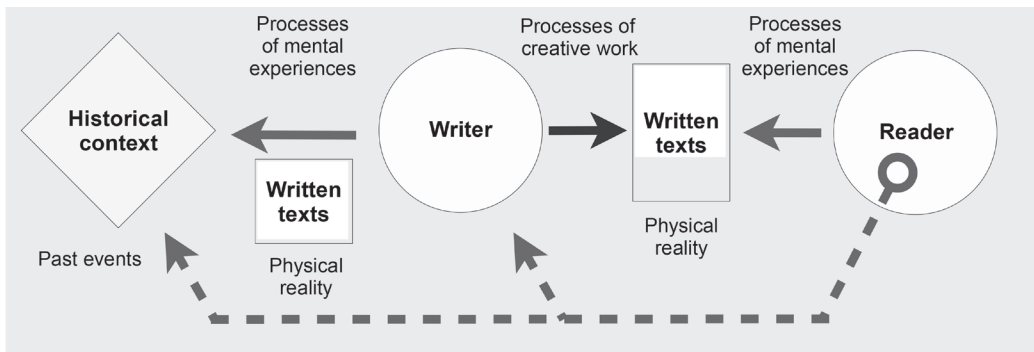 Processes
of mental
experiences
Processes of
creative work
Processes
of mental
experiences
Historical
context
Writer
Written
texts
Reader
Written
texts
Past events
Physical
reality
Physical
reality